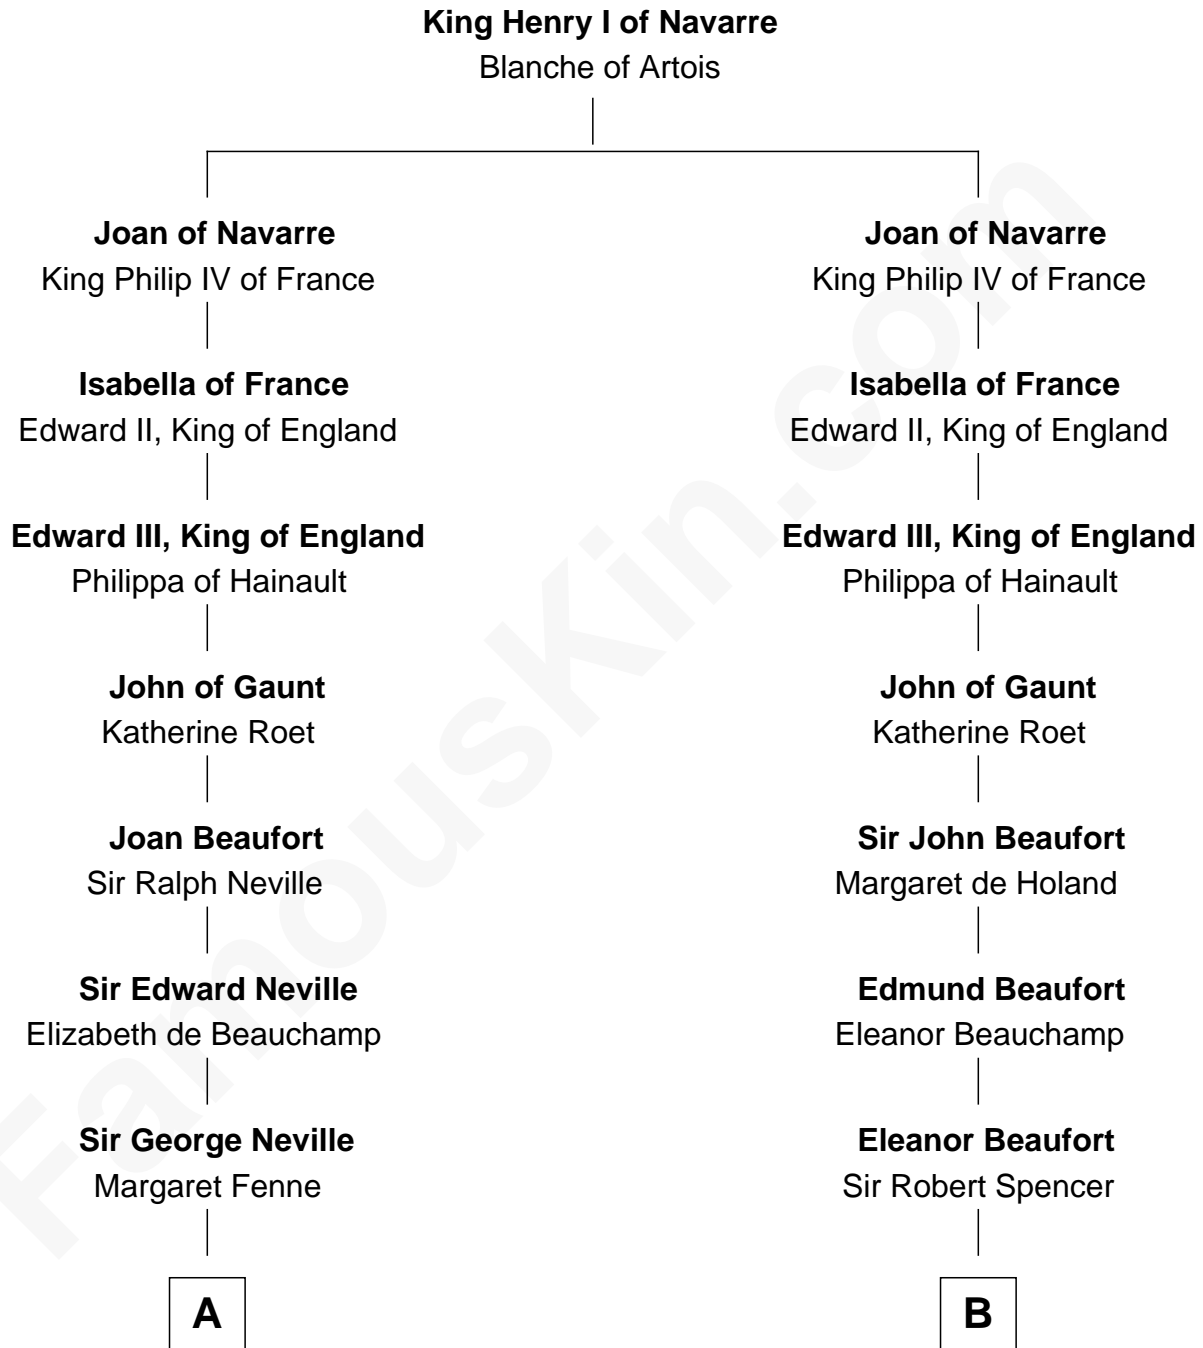 King Henry I of Navarre
Blanche of Artois
Joan of Navarre
King Philip IV of France
Isabella of France
Edward II, King of England
Edward III, King of England
Philippa of Hainault
John of Gaunt
Katherine Roet
Joan Beaufort
Sir Ralph Neville
Sir Edward Neville
Elizabeth de Beauchamp
Sir George Neville
Margaret Fenne
A
Joan of Navarre
King Philip IV of France
Isabella of France
Edward II, King of England
Edward III, King of England
Philippa of Hainault
John of Gaunt
Katherine Roet
Sir John Beaufort
Margaret de Holand
Edmund Beaufort
Eleanor Beauchamp
Eleanor Beaufort
Sir Robert Spencer
B
FamousKin.com